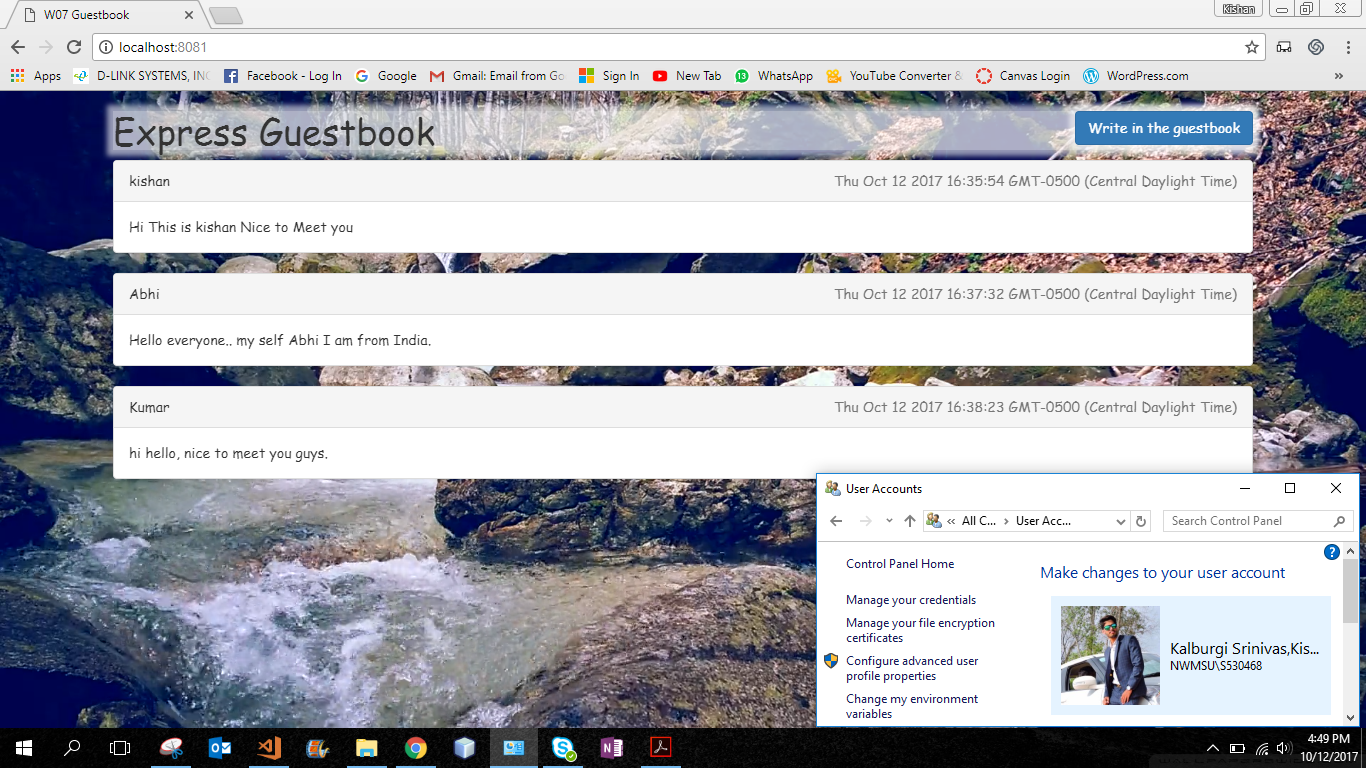 W07 Guestbook
Kishan
localhost:8081
Apps D-LINK SYSTEMS, INC Facebook - Log In Google Gmail: Email from Go Sign In New Tab 13 WhatsApp YouTube Converter & Canvas Login WordPress.com »
Express Guestbook
Write in the guestbook
kishan Thu Oct 12 2017 16:35:54 GMT-0500 (Central Daylight Time)
Hi This is kishan Nice to Meet you
Abhi Thu Oct 12 2017 16:37:32 GMT-0500 (Central Daylight Time)
Hello everyone.. my self Abhi I am from India.
Kumar Thu Oct 12 2017 16:38:23 GMT-0500 (Central Daylight Time)
hi hello, nice to meet you guys.
User Accounts
« All C... › User Acc... Search Control Panel
Control Panel Home
Manage your credentials
Manage your file encryption
certificates
Configure advanced user
profile properties
Change my environment
variables
Make changes to your user account
Kalburgi Srinivas,Kis...
NWMSU\S530468
4:49 PM
10/12/2017